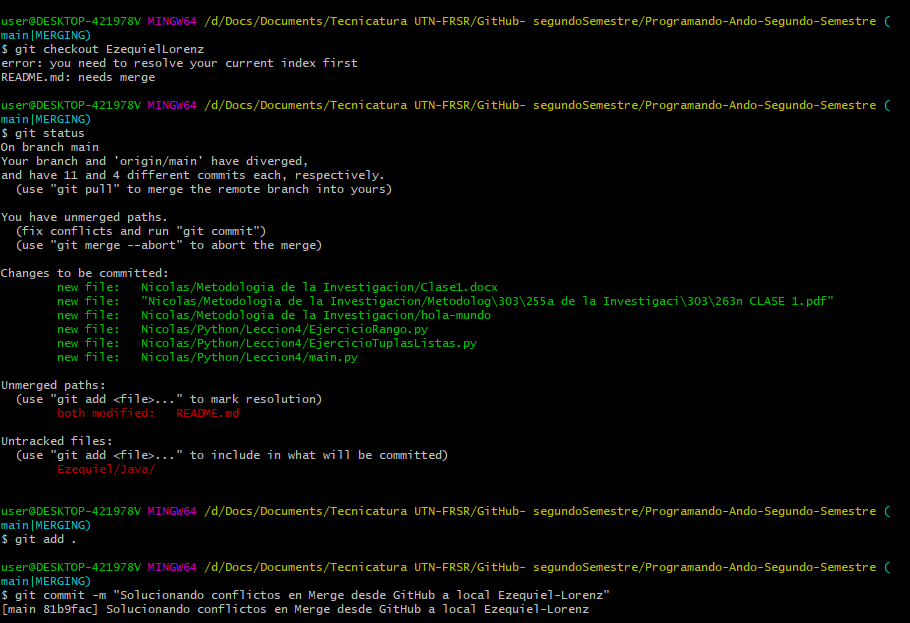 user@DESKTOP-421978V MINGW64 /d/Docs/Documents/Tecnicatura UTN-FRSR/GitHub- segundoSemestre/Programando-Ando-Segundo-Semestre (
main|MERGING)
$ git checkout EzequielLorenz
error: you need to resolve your current index first
README.md: needs merge
user@DESKTOP-421978V MINGW64 /d/Docs/Documents/Tecnicatura UTN-FRSR/GitHub- segundoSemestre/Programando-Ando-Segundo-Semestre (
main|MERGING)
$ git status
On branch main
Your branch and 'origin/main' have diverged,
and have 11 and 4 different commits each, respectively.
  (use "git pull" to merge the remote branch into yours)
You have unmerged paths.
  (fix conflicts and run "git commit")
  (use "git merge --abort" to abort the merge)
Changes to be committed:
        new file:   Nicolas/Metodologia de la Investigacion/Clase1.docx
        new file:   "Nicolas/Metodologia de la Investigacion/Metodolog\303\255a de la Investigaci\303\263n CLASE 1.pdf"
        new file:   Nicolas/Metodologia de la Investigacion/hola-mundo
        new file:   Nicolas/Python/Leccion4/EjercicioRango.py
        new file:   Nicolas/Python/Leccion4/EjercicioTuplasListas.py
        new file:   Nicolas/Python/Leccion4/main.py
Unmerged paths:
  (use "git add <file>..." to mark resolution)
        both modified:   README.md
Untracked files:
  (use "git add <file>..." to include in what will be committed)
        Ezequiel/Java/
user@DESKTOP-421978V MINGW64 /d/Docs/Documents/Tecnicatura UTN-FRSR/GitHub- segundoSemestre/Programando-Ando-Segundo-Semestre (
main|MERGING)
$ git add .
user@DESKTOP-421978V MINGW64 /d/Docs/Documents/Tecnicatura UTN-FRSR/GitHub- segundoSemestre/Programando-Ando-Segundo-Semestre (
main|MERGING)
$ git commit -m "Solucionando conflictos en Merge desde GitHub a local Ezequiel-Lorenz"
[main 81b9fac] Solucionando conflictos en Merge desde GitHub a local Ezequiel-Lorenz